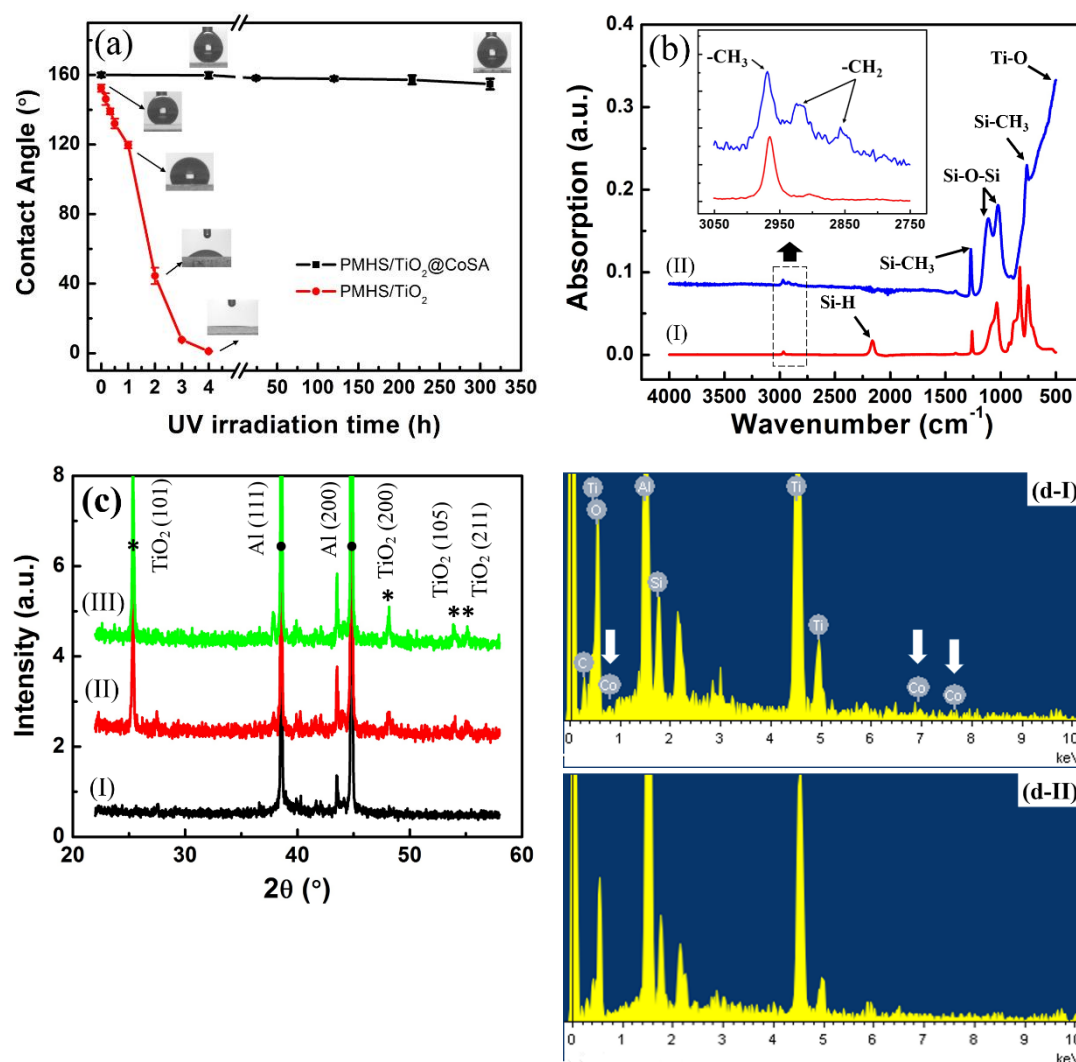 (a)
Contact Angle (°)
160
120
80
40
0
PMHS/TiO₂@CoSA
PMHS/TiO₂
0 1 2 3 4 50 100 150 200 250 300 350
UV irradiation time (h)
(b)
Absorption (a.u.)
0.4
0.3
0.2
0.1
0.0
-CH₃
-CH₂
3050 2950 2850 2750
Ti-O
Si-CH₃
Si-O-Si
Si-CH₃
Si-H
(II)
(I)
4000 3500 3000 2500 2000 1500 1000 500
Wavenumber (cm⁻¹)
(c)
Intensity (a.u.)
8
6
4
2
0
* TiO₂ (101)
Al (111)
Al (200)
TiO₂ (200)
*
TiO₂ (105)
TiO₂ (211)
**
(III)
(II)
(I)
20 30 40 50 60
2θ (°)
(d-I)
Ti
O
Al
Ti
Si
Ti
C
Co
Co
Co
0 1 2 3 4 5 6 7 8 9 10
keV
(d-II)
0 1 2 3 4 5 6 7 8 9 10
keV